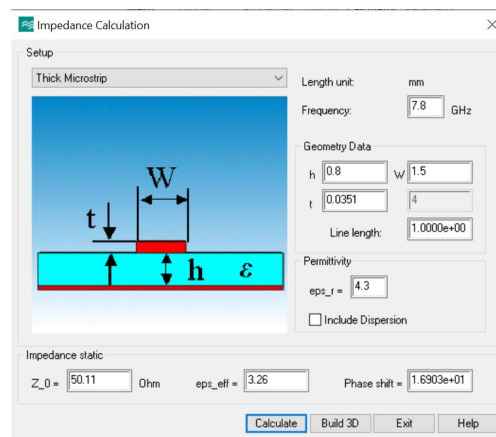 Impedance Calculation
Setup
Thick Microstrip
Length unit: mm
Frequency: 7.8 GHz
Geometry Data
h 0.8 W 1.5
t 0.0351 4
Line length: 1.0000e+00
Permittivity
eps_r = 4.3
Include Dispersion
W
t
h ε
Impedance static
Z_0 = 50.11 Ohm eps_eff = 3.26 Phase shift = 1.6903e+01
Calculate Build 3D Exit Help